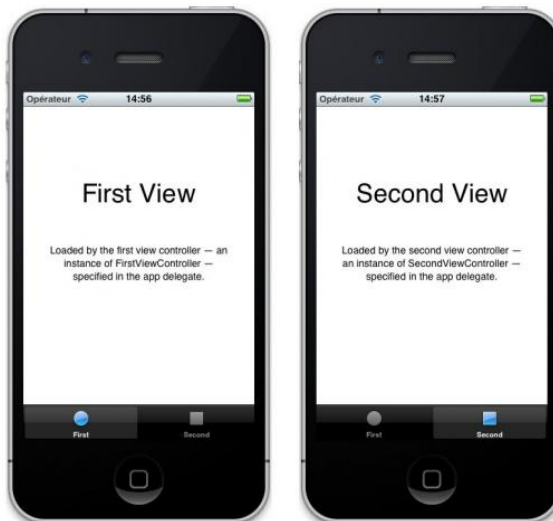 Opérateur 14:56
First View
Loaded by the first view controller — an
instance of FirstViewController —
specified in the app delegate.
First Second
Opérateur 14:57
Second View
Loaded by the second view controller —
an instance of SecondViewController —
specified in the app delegate.
First Second